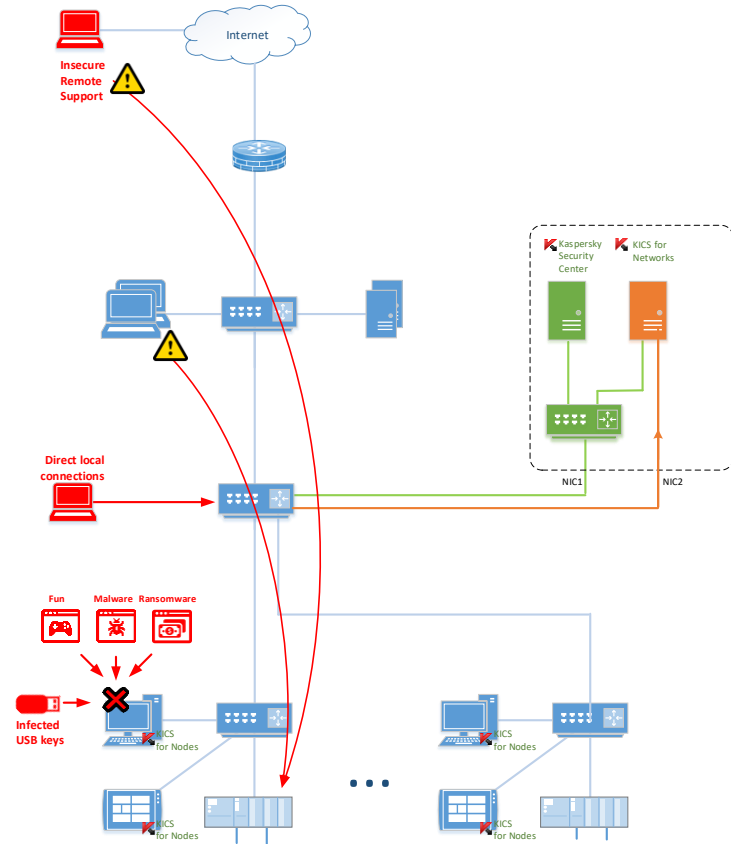 Internet
Insecure
Remote
Support
Kaspersky
Security
Center
KICS for
Networks
Direct local
connections
NIC1
NIC2
Fun
Malware
Ransomware
Infected
USB keys
KICS
for Nodes
KICS
for Nodes
KICS
for Nodes
KICS
for Nodes